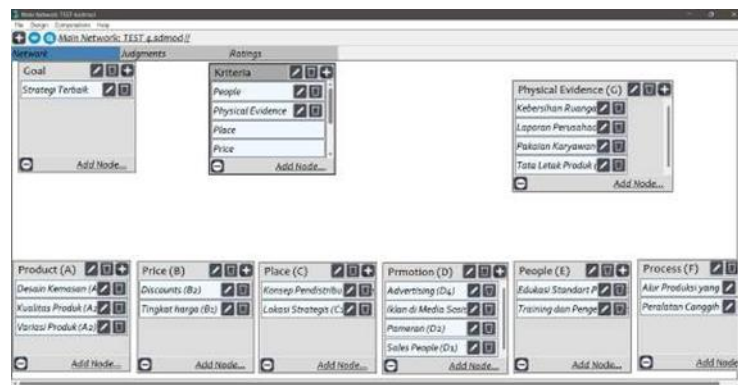 Main Network: TEST 4.sdmod
File Design Computations Help
Main Network: TEST 4.sdmod //
Network Judgments Ratings
Goal
Strategi Terbaik
Add Node...
Kriteria
People
Physical Evidence
Place
Price
Add Node...
Physical Evidence (G)
Kebersihan Ruanga
Laporan Perusahaa
Pakaian Karyawan
Tata Letak Produk (
Add Node...
Product (A)
Desain Kemasan (A
Kualitas Produk (A
Variasi Produk (A2)
Add Node...
Price (B)
Discounts (B2)
Tingkat harga (B1)
Add Node...
Place (C)
Konsep Pendistribu
Lokasi Strategis (C
Add Node...
Prmotion (D)
Advertising (D4)
Iklan di Media Sosi
Pameran (D2)
Sales People (D1)
Add Node...
People (E)
Edukasi Standart P
Training dan Penge
Add Node...
Process (F)
Alur Produksi yang
Peralatan Canggih
Add Node...